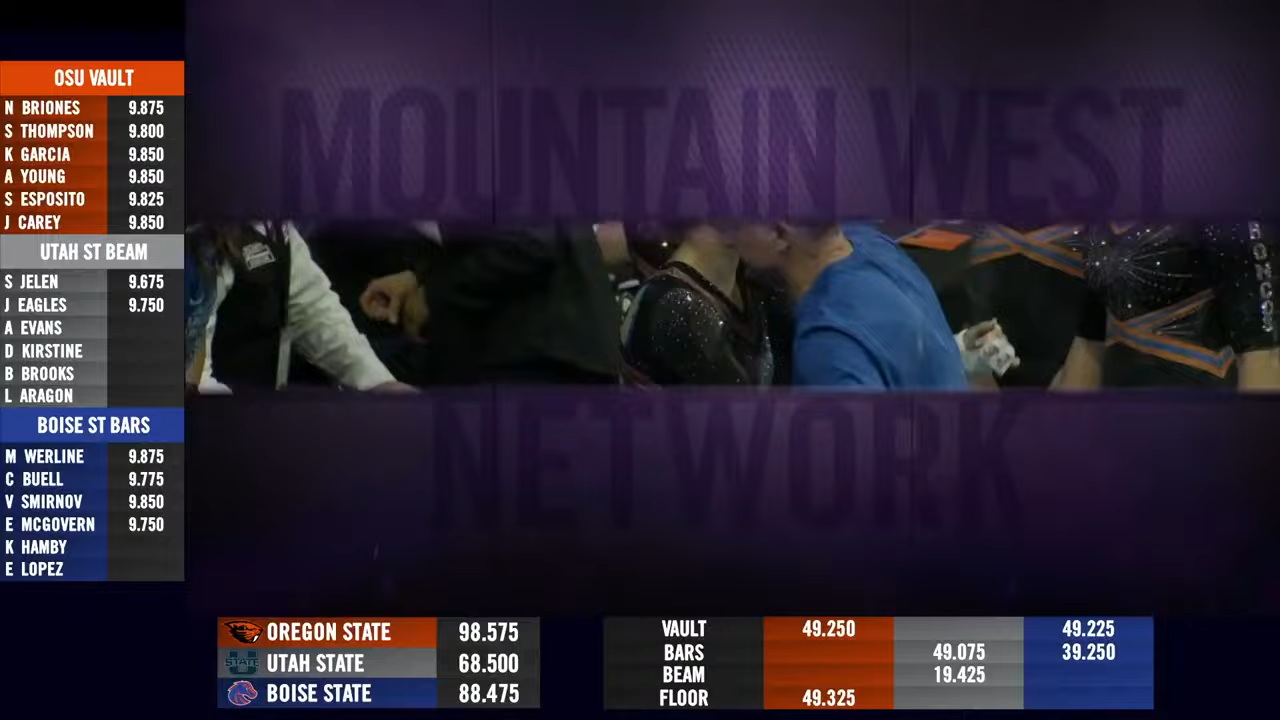 OSU VAULT
N BRIONES 9.875
S THOMPSON 9.800
K GARCIA 9.850
A YOUNG 9.850
S ESPOSITO 9.825
J CAREY 9.850
UTAH ST BEAM
S JELEN 9.675
J EAGLES 9.750
A EVANS
D KIRSTINE
B BROOKS
L ARAGON
BOISE ST BARS
M WERLINE 9.875
C BUELL 9.775
V SMIRNOV 9.850
E MCGOVERN 9.750
K HAMBY
E LOPEZ
MOUNTAIN WEST
NETWORK
OREGON STATE 98.575
STATE
UTAH STATE 68.500
BOISE STATE 88.475
VAULT 49.250 49.225
BARS 49.075 39.250
BEAM 19.425
FLOOR 49.325